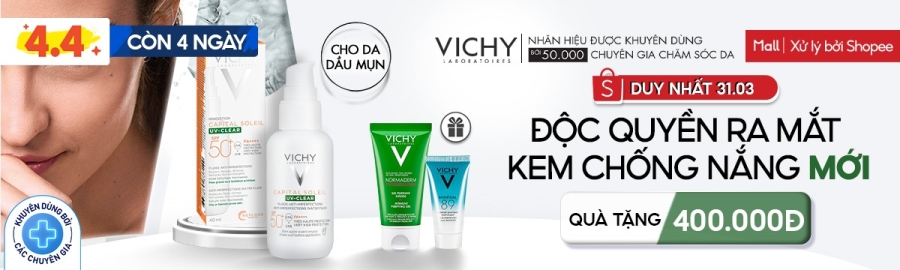 4.4
CÒN 4 NGÀY
CHO DA
DẦU MỤN
VICHY
LABORATOIRES
NHÃN HIỆU ĐƯỢC KHUYÊN DÙNG
BỞI 50.000 CHUYÊN GIA CHĂM SÓC DA
Mall
Xử lý bởi Shopee
S
DUY NHẤT 31.03
ĐỘC QUYỀN RA MẮT
KEM CHỐNG NẮNG MỚI
QUÀ TẶNG
400.000Đ
CAPITAL SOLEIL
UV-CLEAR
50+
VICHY
CAPITAL SOLEIL
UV-CLEAR
50+
VICHY
NORMADERM
VICHY
89
KHUYÊN DÙNG BỞI
CÁC CHUYÊN GIA